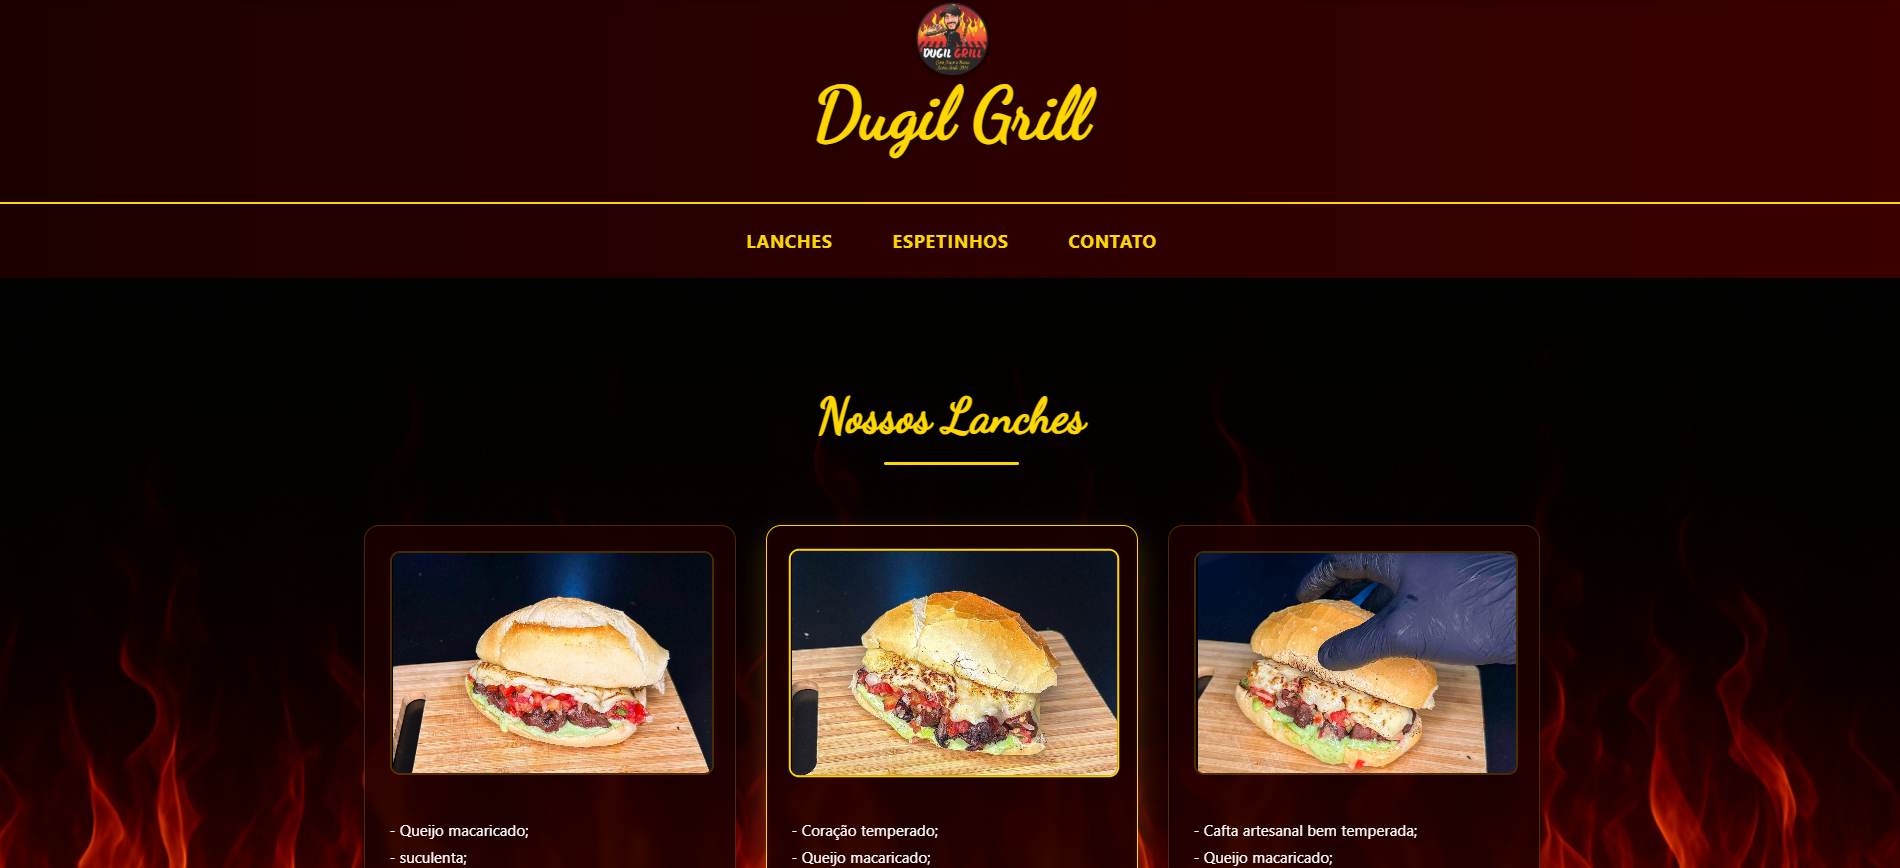 DUGIL GRILL
Dugil Grill
LANCHES ESPETINHOS CONTATO
Nossos Lanches
- Queijo macaricado;
- suculenta;
- Coração temperado;
- Queijo macaricado;
- Cafta artesanal bem temperada;
- Queijo macaricado;